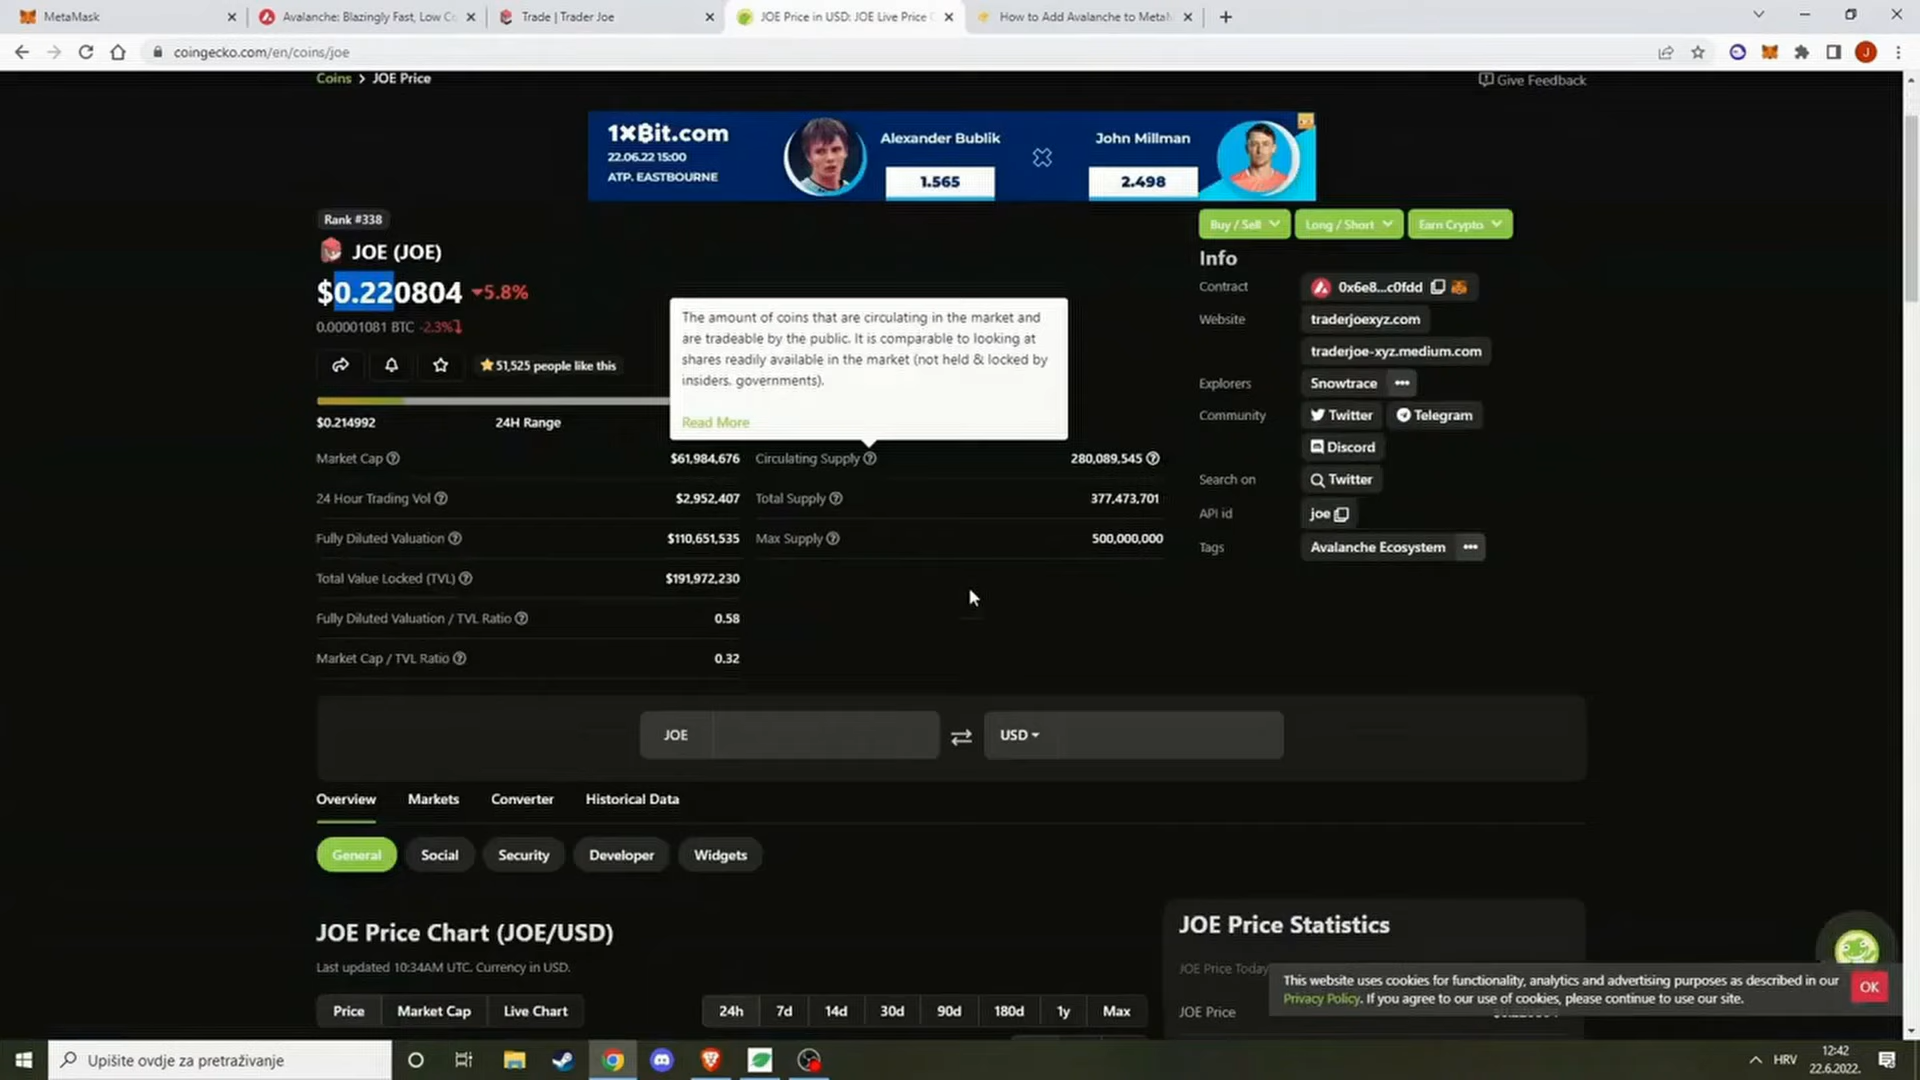 MetaMask
Avalanche: Blazingly Fast, Low C
Trade | Trader Joe
JOE Price in USD: JOE Live Price C
How to Add Avalanche to MetaM
coingecko.com/en/coins/joe
J
Coins > JOE Price
Give Feedback
1XBit.com
22.06.22 15:00
ATP. EASTBOURNE
Alexander Bublik
1.565
John Millman
2.498
Rank #338
JOE (JOE)
$0.220804 5.8%
0.00001081 BTC -2.3%
51,525 people like this
$0.214992
24H Range
The amount of coins that are circulating in the market and
are tradeable by the public. It is comparable to looking at
shares readily available in the market (not held & locked by
insiders. governments).
Read More
Market Cap $61,984,676
24 Hour Trading Vol $2,952,407
Fully Diluted Valuation $110,651,535
Total Value Locked (TVL) $191,972,230
Fully Diluted Valuation / TVL Ratio 0.58
Market Cap / TVL Ratio 0.32
Circulating Supply 280,089,545
Total Supply 377,473,701
Max Supply 500,000,000
Buy / Sell
Long / Short
Earn Crypto
Info
Contract 0x6e8...c0fdd
Website traderjoexyz.com
traderjoe-xyz.medium.com
Explorers Snowtrace
Community Twitter Telegram
Discord
Search on Twitter
API id joe
Tags Avalanche Ecosystem
JOE
USD
Overview Markets Converter Historical Data
General Social Security Developer Widgets
JOE Price Chart (JOE/USD)
Last updated 10:34AM UTC. Currency in USD.
Price Market Cap Live Chart
24h 7d 14d 30d 90d 180d 1y Max
JOE Price Statistics
JOE Price Today
JOE Price
This website uses cookies for functionality, analytics and advertising purposes as described in our
Privacy Policy. If you agree to our use of cookies, please continue to use our site.
OK
Upišite ovdje za pretraživanje
HRV
12:42
22.6.2022.